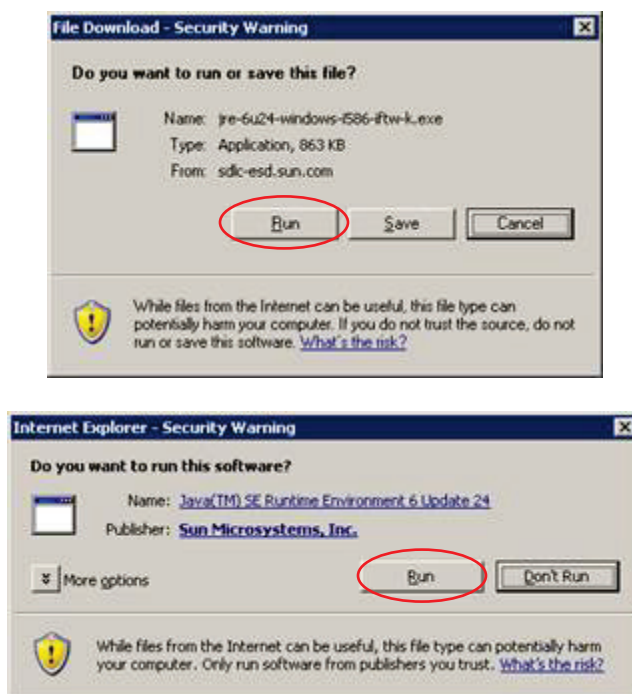 File Download - Security Warning
Do you want to run or save this file?
Name: jre-6u24-windows-i586-iftw-k.exe
Type: Application, 863 KB
From: sdlc-esd.sun.com
Run
Save
Cancel
While files from the Internet can be useful, this file type can
potentially harm your computer. If you do not trust the source, do not
run or save this software. What's the risk?
Internet Explorer - Security Warning
Do you want to run this software?
Name: Java(TM) SE Runtime Environment 6 Update 24
Publisher: Sun Microsystems, Inc.
More options
Run
Don't Run
While files from the Internet can be useful, this file type can potentially harm
your computer. Only run software from publishers you trust. What's the risk?